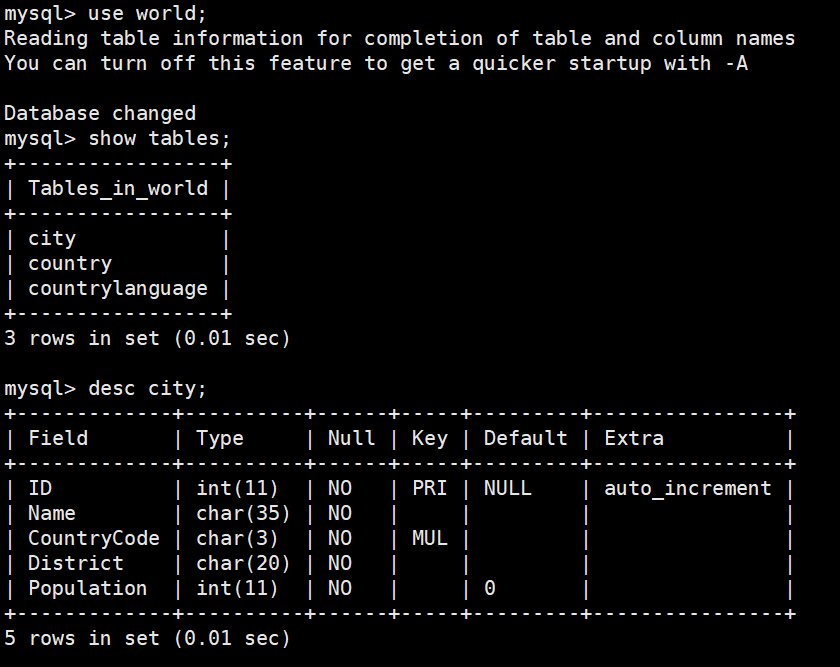 mysql> use world;
Reading table information for completion of table and column names
You can turn off this feature to get a quicker startup with -A

Database changed
mysql> show tables;
+-----------------+
| Tables_in_world |
+-----------------+
| city            |
| country         |
| countrylanguage |
+-----------------+
3 rows in set (0.01 sec)

mysql> desc city;
+-------------+----------+------+-----+---------+----------------+
| Field       | Type     | Null | Key | Default | Extra          |
+-------------+----------+------+-----+---------+----------------+
| ID          | int(11)  | NO   | PRI | NULL    | auto_increment |
| Name        | char(35) | NO   |     |         |                |
| CountryCode | char(3)  | NO   | MUL |         |                |
| District    | char(20) | NO   |     |         |                |
| Population  | int(11)  | NO   |     | 0       |                |
+-------------+----------+------+-----+---------+----------------+
5 rows in set (0.01 sec)